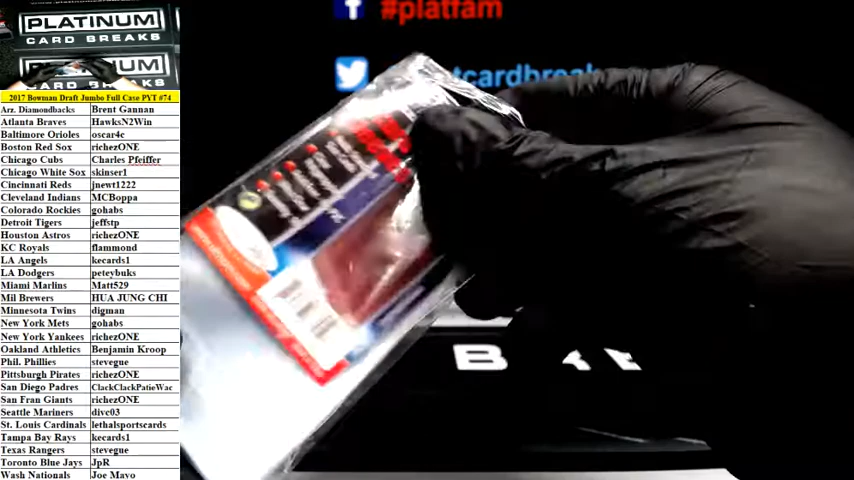 PLATINUM
CARD BREAKS
CARD BREAKS
#platfam
tcardbreak
2017 Bowman Draft Jumbo Full Case PYT #74
Arz. Diamondbacks Brent Gannan
Atlanta Braves HawksN2Win
Baltimore Orioles oscar4c
Boston Red Sox richezONE
Chicago Cubs Charles Pfeiffer
Chicago White Sox skinser1
Cincinnati Reds jnewt1222
Cleveland Indians MCBoppa
Colorado Rockies gohabs
Detroit Tigers jeffstp
Houston Astros richezONE
KC Royals flammond
LA Angels kecards1
LA Dodgers peteybuks
Miami Marlins Matt529
Mil Brewers HUA JUNG CHI
Minnesota Twins digman
New York Mets gohabs
New York Yankees richezONE
Oakland Athletics Benjamin Kroop
Phil. Phillies stevegue
Pittsburgh Pirates richezONE
San Diego Padres ClackClackPatieWac
San Fran Giants richezONE
Seattle Mariners divc03
St. Louis Cardinals lethalsportscards
Tampa Bay Rays kecards1
Texas Rangers stevegue
Toronto Blue Jays JpR
Wash Nationals Joe Mayo